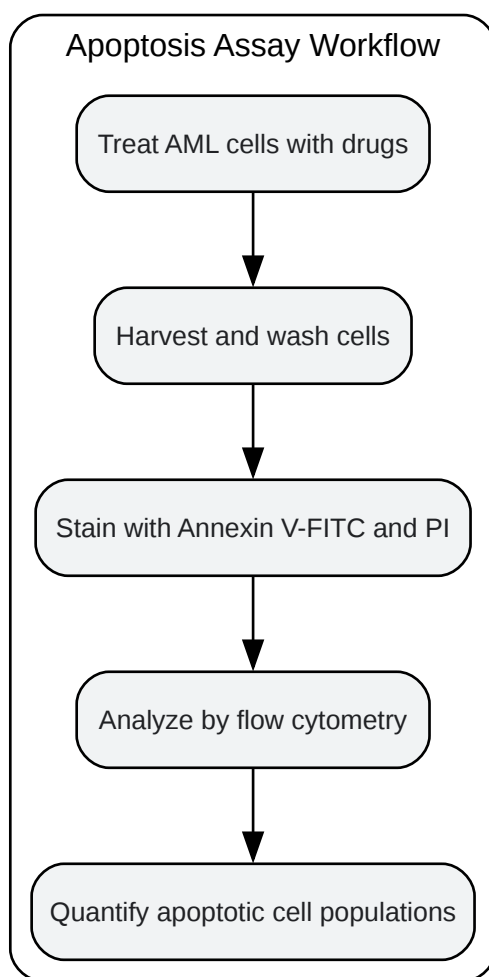 Apoptosis Assay Workflow
Treat AML cells with drugs
Harvest and wash cells
Stain with Annexin V-FITC and PI
Analyze by flow cytometry
Quantify apoptotic cell populations